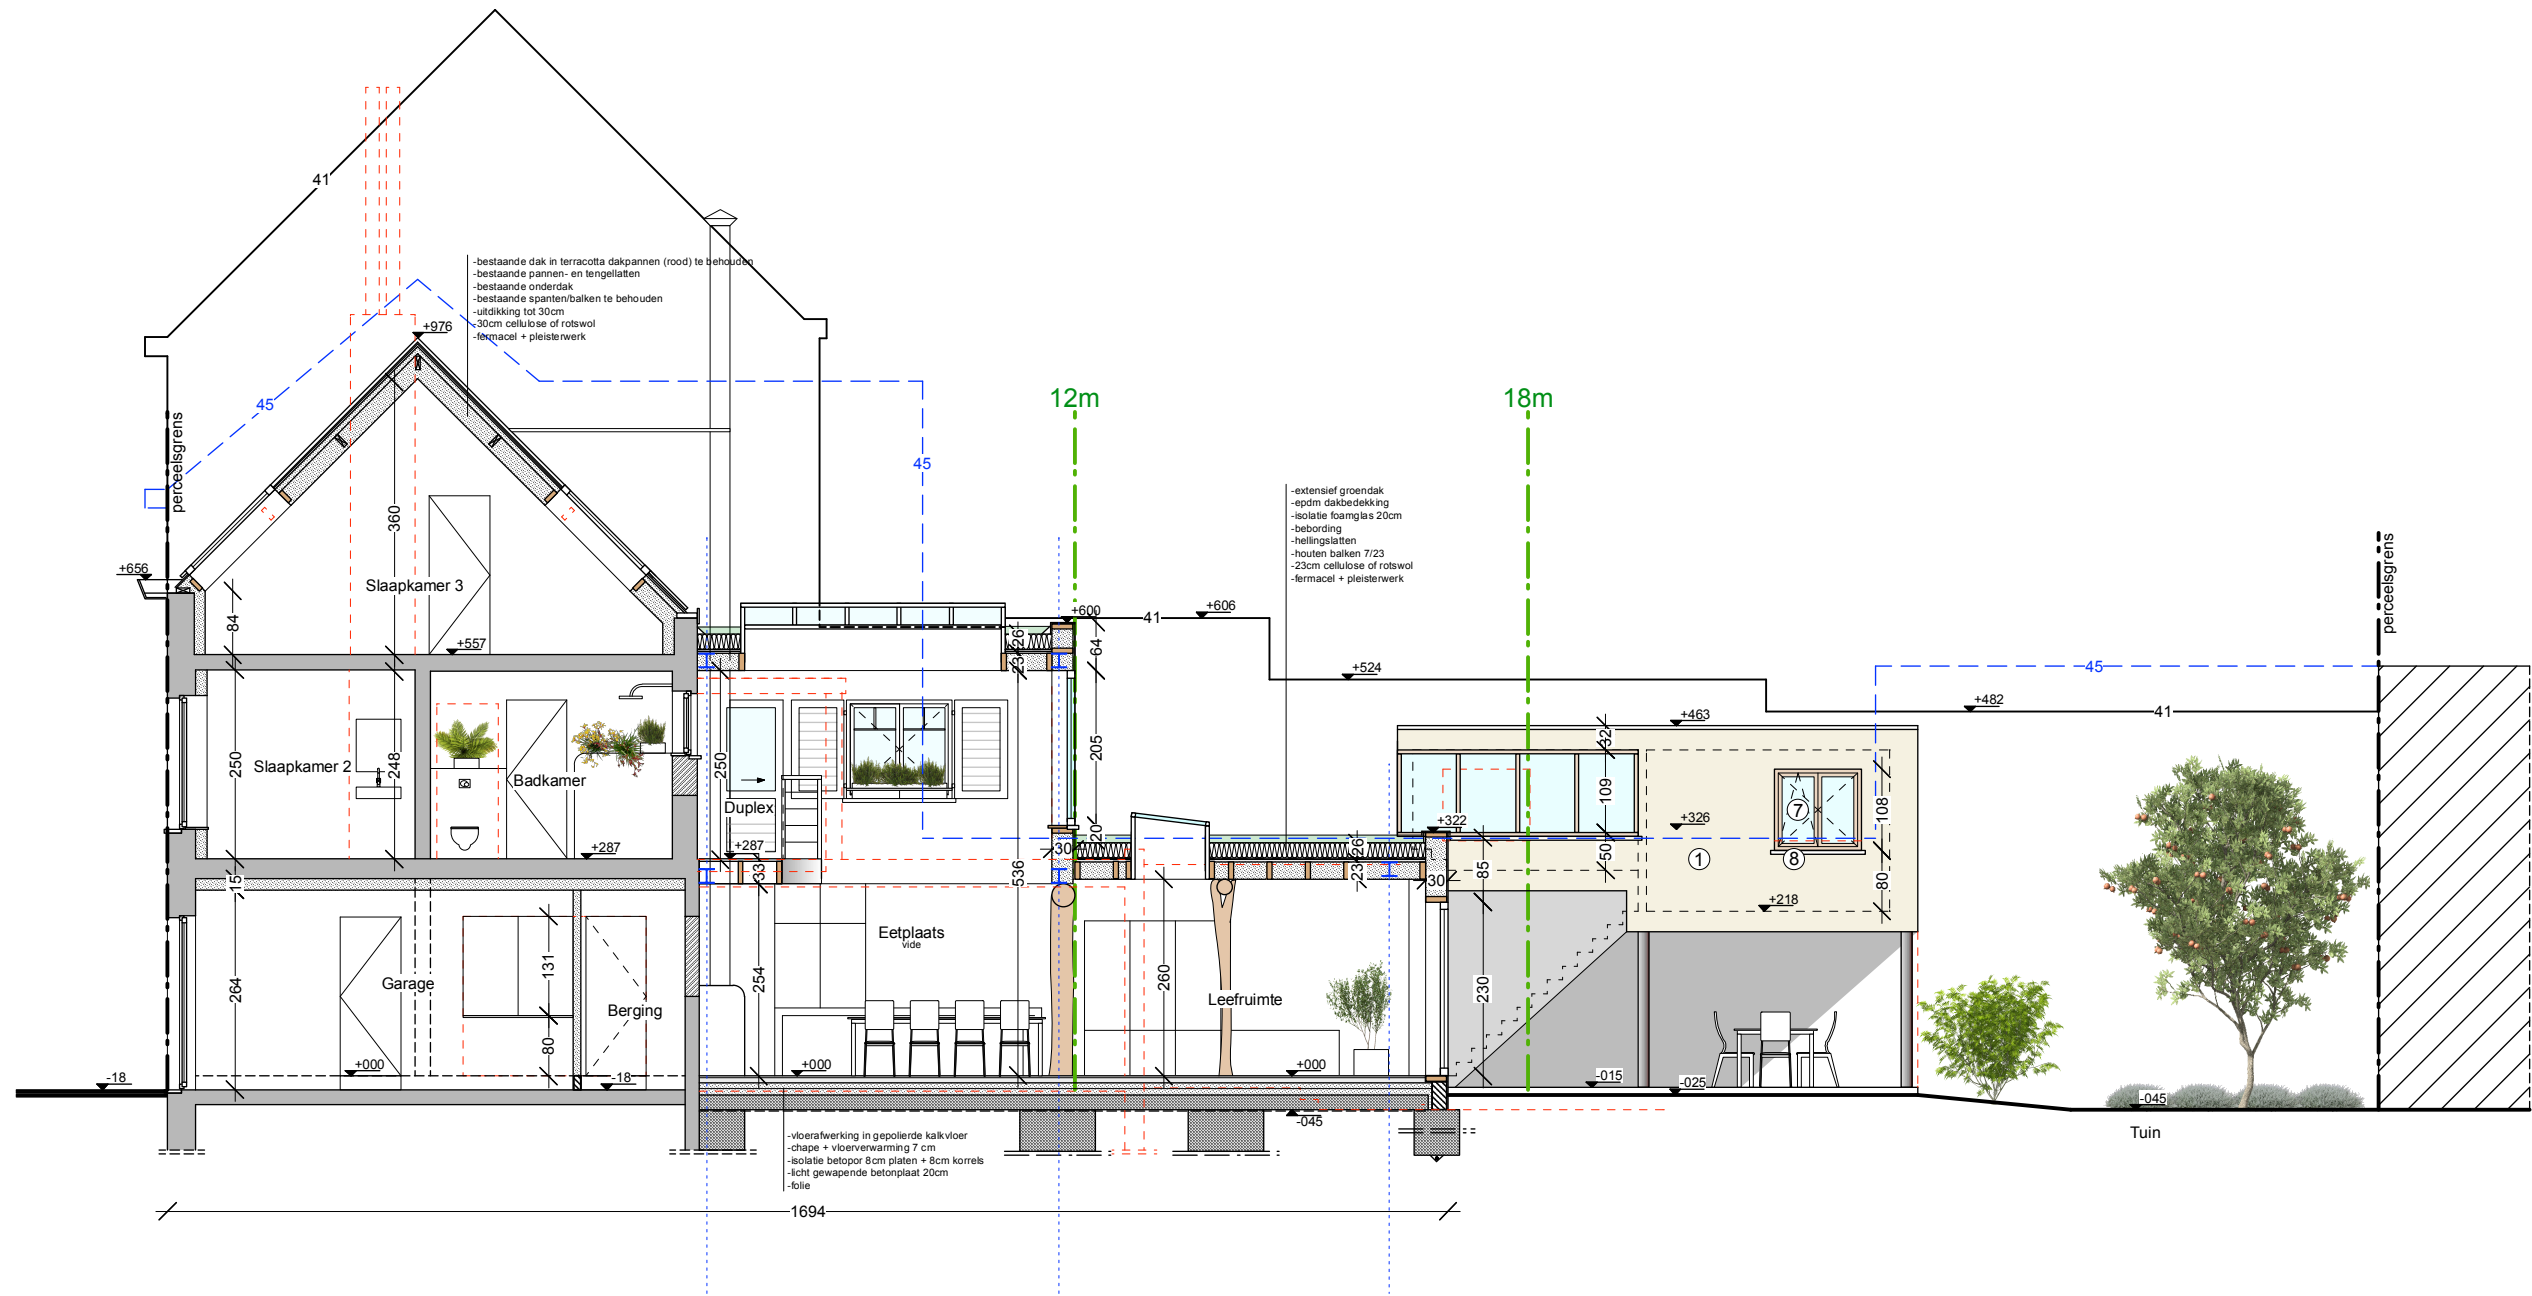 41
-bestaande dak in terracotta dakpannen (rood) te behouden
-bestaande pannen- en tengellatten
-bestaande onderdak
-bestaande spanten/balken te behouden
-uitdikking tot 30cm
-30cm cellulose of rotswol
-fermacel + pleisterwerk
+976
45
12m
18m
perceelsgrens
45
-extensief groendak
-epdm dakbedekking
-isolatie foamglas 20cm
-bebording
-hellingslatten
-houten balken 7/23
-23cm cellulose of rotswol
-fermacel + pleisterwerk
360
perceelsgrens
+656
Slaapkamer 3
84
+557
+600
41
+606
26
23
64
+524
45
+482
41
+463
32
250
Slaapkamer 2
248
Badkamer
250
Duplex
205
109
7
108
+322
+326
20
+287
+287
30
26
23
85
50
1
8
15
33
536
30
80
+218
Eetplaats
vide
264
Garage
131
254
260
Leefruimte
230
Berging
80
+000
+000
+000
-18
-18
-015
-025
-045
-045
Tuin
-vloerafwerking in gepolierde kalkvloer
-chape + vloerverwarming 7 cm
-isolatie betopor 8cm platen + 8cm korrels
-licht gewapende betonplaat 20cm
-folie
1694